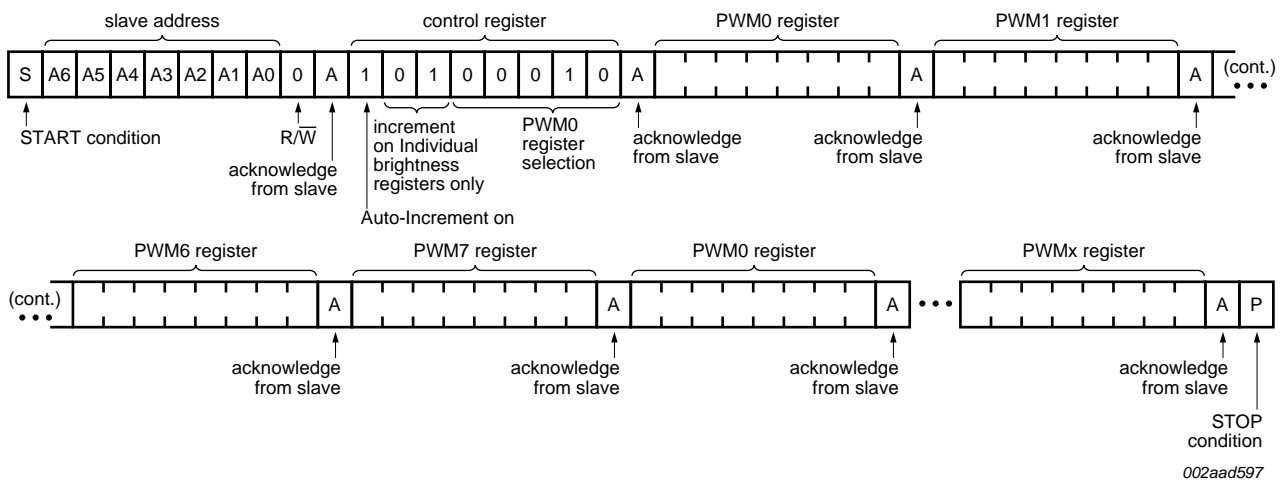 slave address control register PWM0 register PWM1 register
S A6 A5 A4 A3 A2 A1 A0 0 A 1 0 1 0 0 0 1 0 A A A (cont.)
START condition
R/W̅
acknowledge
from slave
increment
on Individual
brightness
registers only
Auto-Increment on
PWM0
register
selection
acknowledge
from slave
acknowledge
from slave
acknowledge
from slave
PWM6 register PWM7 register PWM0 register PWMx register
(cont.) A A A A P
acknowledge
from slave
acknowledge
from slave
acknowledge
from slave
acknowledge
from slave
STOP
condition
002aad597